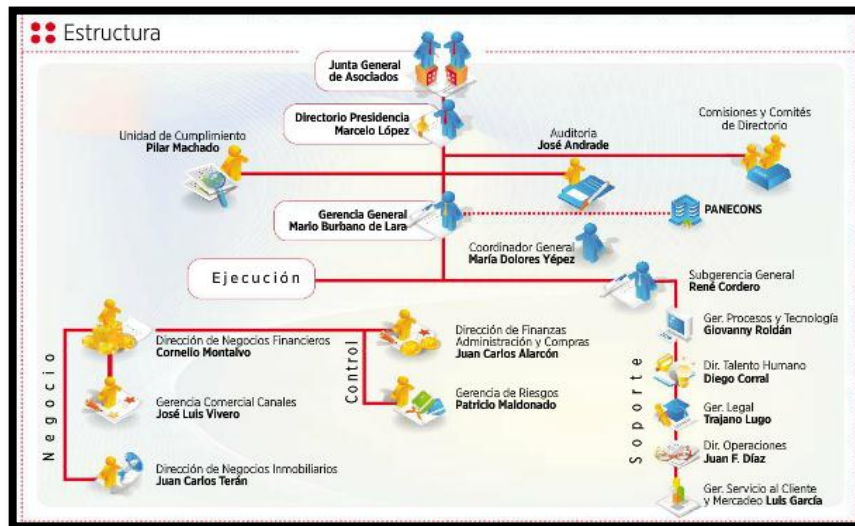 Estructura
Junta General
de Asociados
Directorio Presidencia
Marcelo López
Unidad de Cumplimiento
Pilar Machado
Auditoria
José Andrade
Comisiones y Comités
de Directorio
Gerencia General
Mario Burbano de Lara
PANECONS
Coordinador General
María Dolores Yépez
Ejecución
Subgerencia General
René Cordero
Negocio
Dirección de Negocios Financieros
Cornelio Montalvo
Gerencia Comercial Canales
José Luis Vivero
Dirección de Negocios Inmobiliarios
Juan Carlos Terán
Control
Dirección de Finanzas
Administración y Compras
Juan Carlos Alarcón
Gerencia de Riesgos
Patricio Maldonado
Soporte
Ger. Procesos y Tecnología
Giovanny Roldán
Dir. Talento Humano
Diego Corral
Ger. Legal
Trajano Lugo
Dir. Operaciones
Juan F. Díaz
Ger. Servicio al Cliente
y Mercadeo Luis García